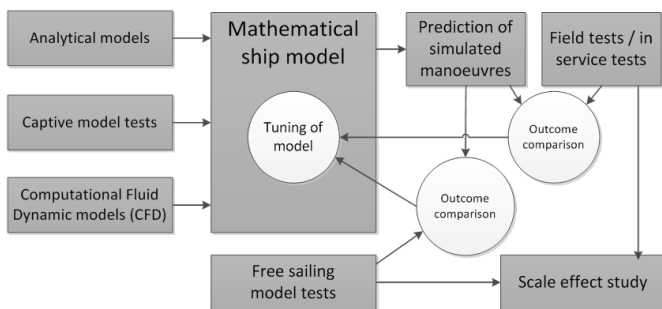 Analytical models
Captive model tests
Computational Fluid
Dynamic models (CFD)
Mathematical
ship model
Tuning of
model
Prediction of
simulated
manoeuvres
Field tests / in
service tests
Outcome
comparison
Outcome
comparison
Free sailing
model tests
Scale effect study